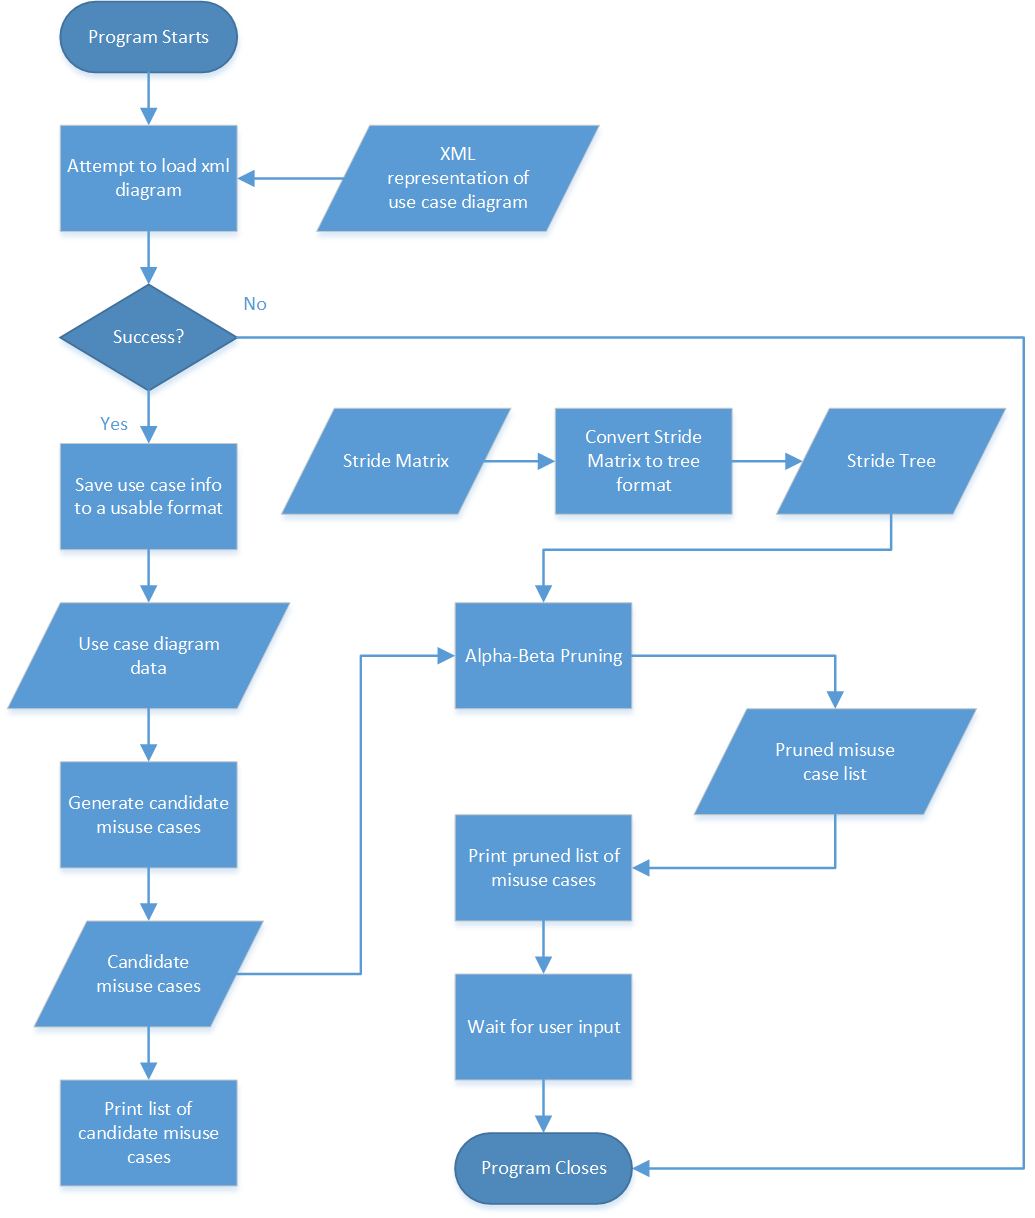 Program Starts
Attempt to load xml
diagram
XML
representation of
use case diagram
No
Success?
Yes
Save use case info
to a usable format
Stride Matrix
Convert Stride
Matrix to tree
format
Stride Tree
Use case diagram
data
Alpha-Beta Pruning
Pruned misuse
case list
Generate candidate
misuse cases
Print pruned list of
misuse cases
Candidate
misuse cases
Wait for user input
Print list of
candidate misuse
cases
Program Closes